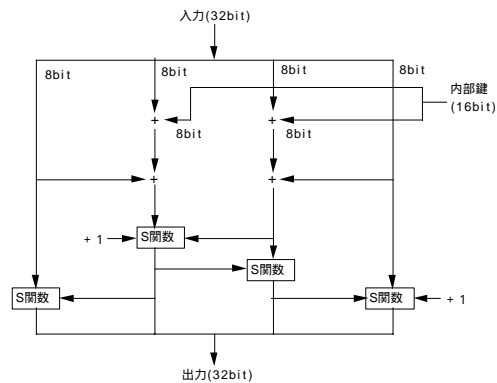 入力(32bit)
8bit
8bit
8bit
8bit
内部鍵
(16bit)
+
+
8bit
8bit
+
+
+ 1
S関数
S関数
S関数
S関数
+ 1
出力(32bit)